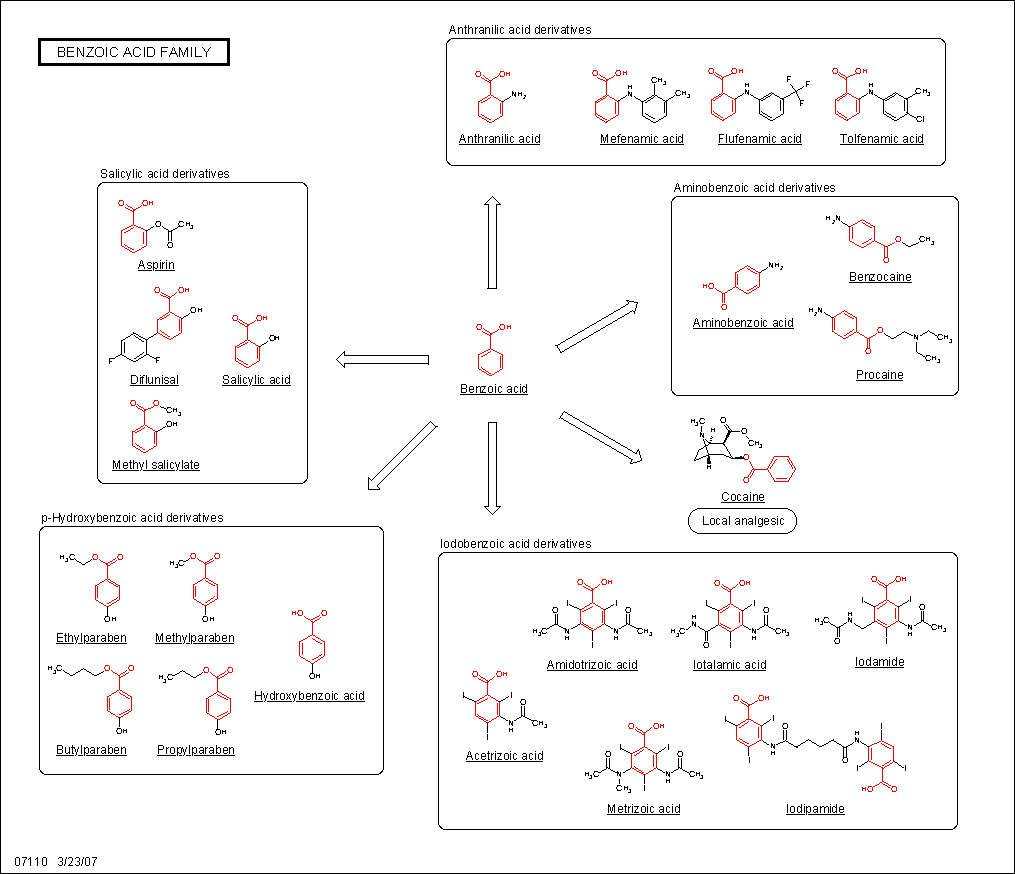 BENZOIC ACID FAMILY
Anthranilic acid derivatives
Anthranilic acid
Mefenamic acid
Flufenamic acid
Tolfenamic acid
Salicylic acid derivatives
Aspirin
Diflunisal
Salicylic acid
Methyl salicylate
Benzoic acid
Aminobenzoic acid derivatives
Benzocaine
Aminobenzoic acid
Procaine
Cocaine
Local analgesic
p-Hydroxybenzoic acid derivatives
Ethylparaben
Methylparaben
Hydroxybenzoic acid
Butylparaben
Propylparaben
Iodobenzoic acid derivatives
Amidotrizoic acid
Iotalamic acid
Iodamide
Acetrizoic acid
Metrizoic acid
Iodipamide
07110 3/23/07